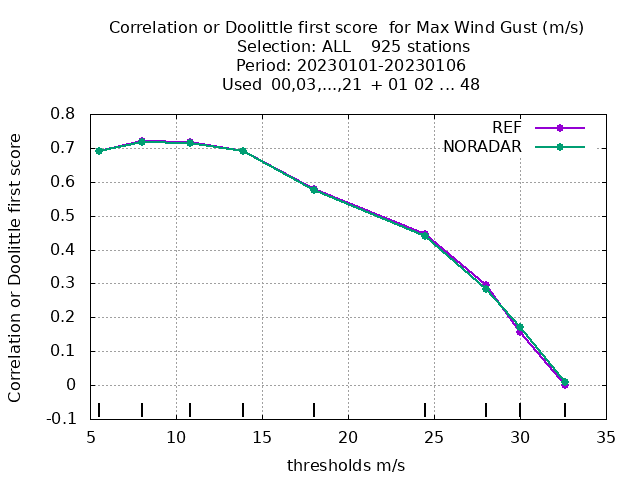 Correlation or Doolittle first score  for Max Wind Gust (m/s)
Selection: ALL    925 stations
Period: 20230101-20230106
Used  00,03,...,21  + 01 02 ... 48
REF
NORADAR
Correlation or Doolittle first score
0.8
0.7
0.6
0.5
0.4
0.3
0.2
0.1
0
-0.1
5 10 15 20 25 30 35
thresholds m/s